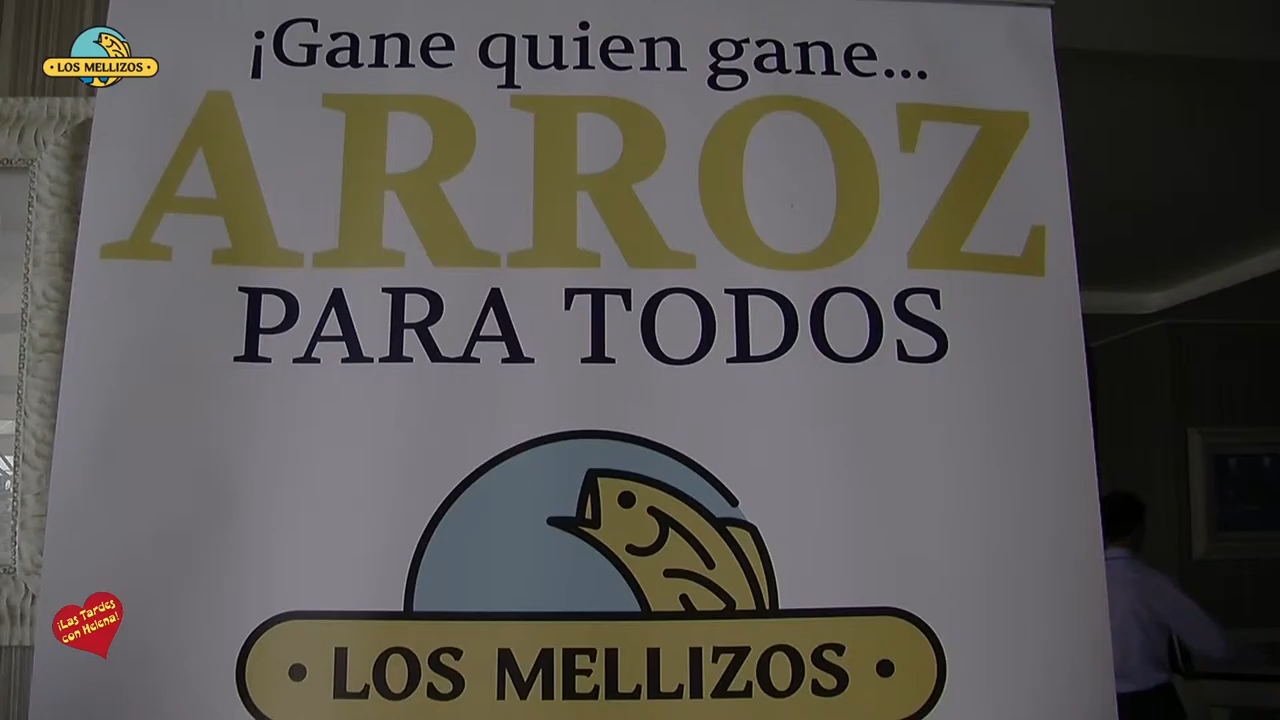 ¡Gane quien gane...
ARROZ
PARA TODOS
• LOS MELLIZOS •
• LOS MELLIZOS •
¡Las Tardes
con Helena!